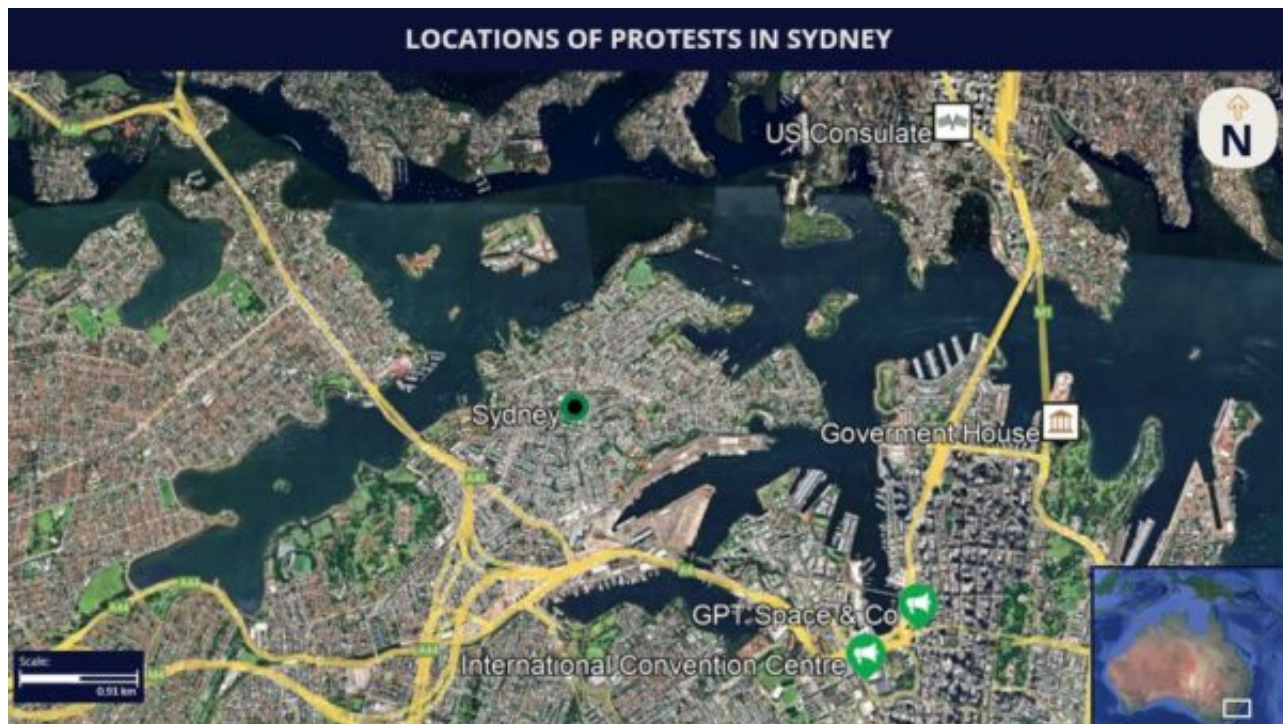 LOCATIONS OF PROTESTS IN SYDNEY
US Consulate
N
Sydney
Goverment House
GPT Space & Co
International Convention Centre
Scale:
0.91 km